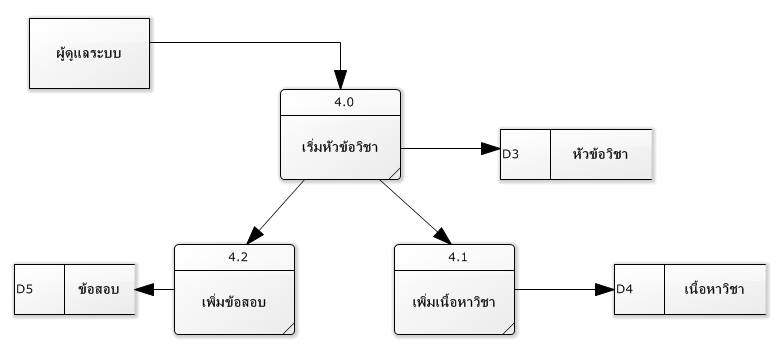 ผู้ดูแลระบบ
4.0
เริ่มหัวข้อวิชา
D3 หัวข้อวิชา
4.2
เพิ่มข้อสอบ
4.1
เพิ่มเนื้อหาวิชา
D5 ข้อสอบ
D4 เนื้อหาวิชา